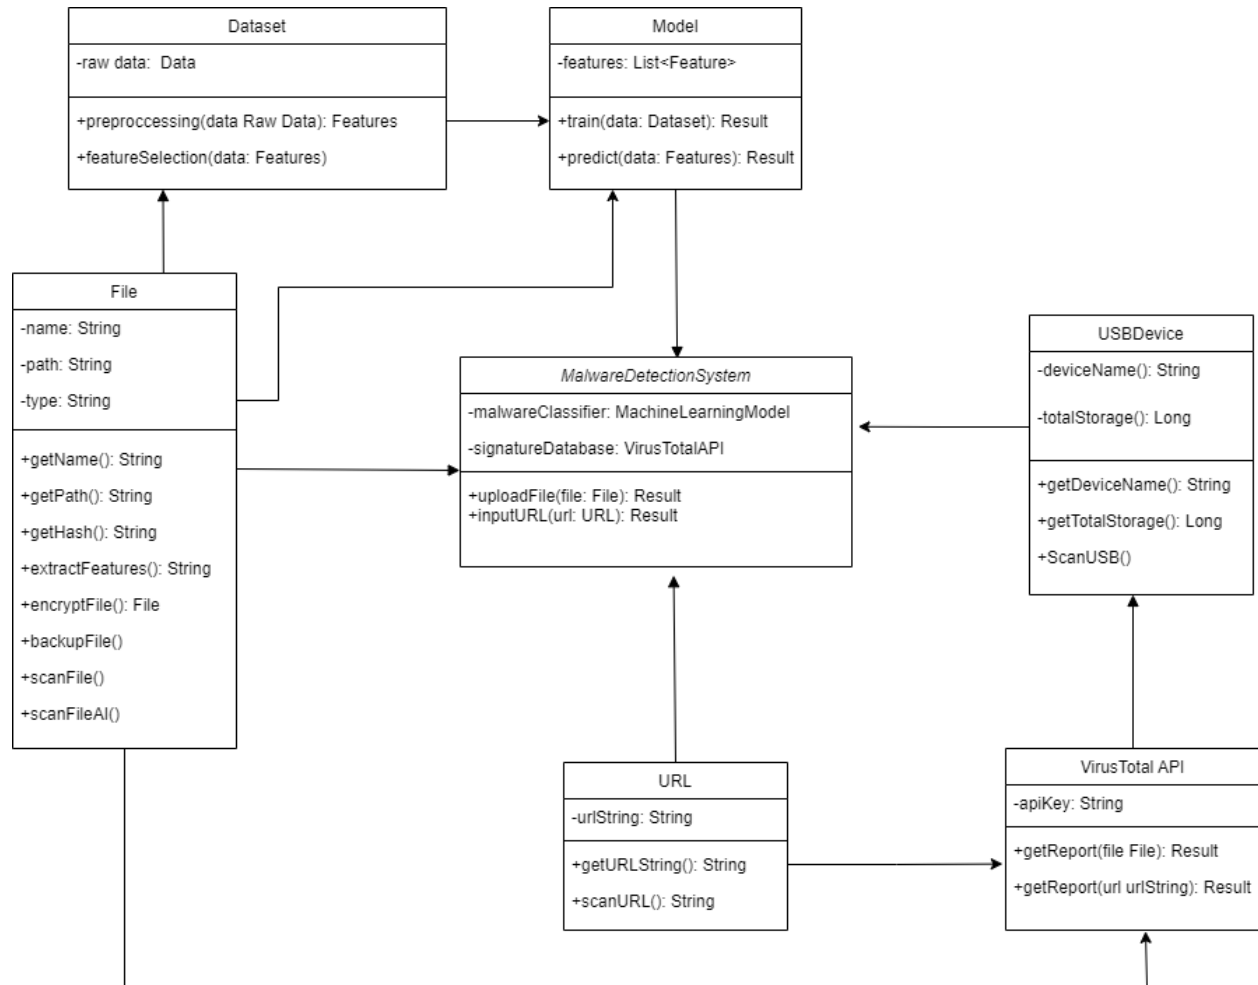 Dataset
-raw data:  Data
+preproccessing(data Raw Data): Features
+featureSelection(data: Features)
Model
-features: List<Feature>
+train(data: Dataset): Result
+predict(data: Features): Result
File
-name: String
-path: String
-type: String
+getName(): String
+getPath(): String
+getHash(): String
+extractFeatures(): String
+encryptFile(): File
+backupFile()
+scanFile()
+scanFileAI()
MalwareDetectionSystem
-malwareClassifier: MachineLearningModel
-signatureDatabase: VirusTotalAPI
+uploadFile(file: File): Result
+inputURL(url: URL): Result
USBDevice
-deviceName(): String
-totalStorage(): Long
+getDeviceName(): String
+getTotalStorage(): Long
+ScanUSB()
URL
-urlString: String
+getURLString(): String
+scanURL(): String
VirusTotal API
-apiKey: String
+getReport(file File): Result
+getReport(url urlString): Result